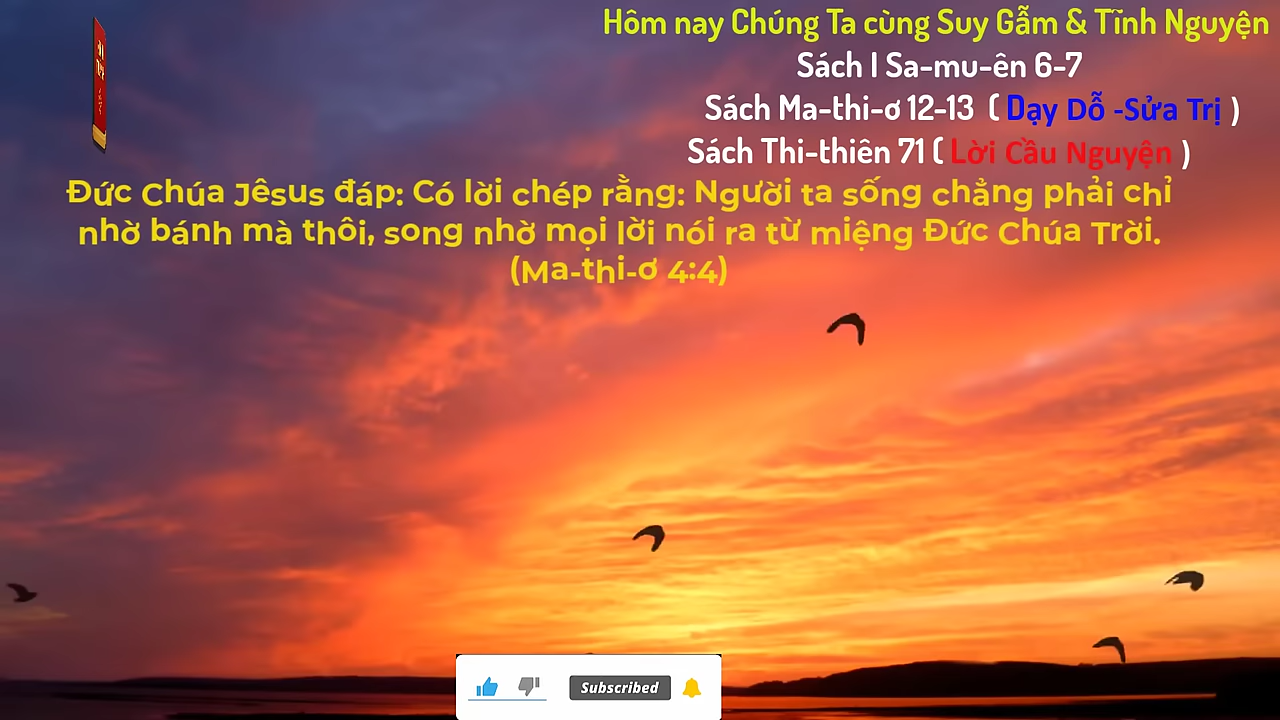 Hôm nay Chúng Ta cùng Suy Gẫm & Tĩnh Nguyện
Sách I Sa-mu-ên 6-7
Sách Ma-thi-ơ 12-13 ( Dạy Dỗ -Sửa Trị )
Sách Thi-thiên 71 ( Lời Cầu Nguyện )
Đức Chúa Jêsus đáp: Có lời chép rằng: Người ta sống chẳng phải chỉ
nhờ bánh mà thôi, song nhờ mọi lời nói ra từ miệng Đức Chúa Trời.
(Ma-thi-ơ 4:4)
Subscribed